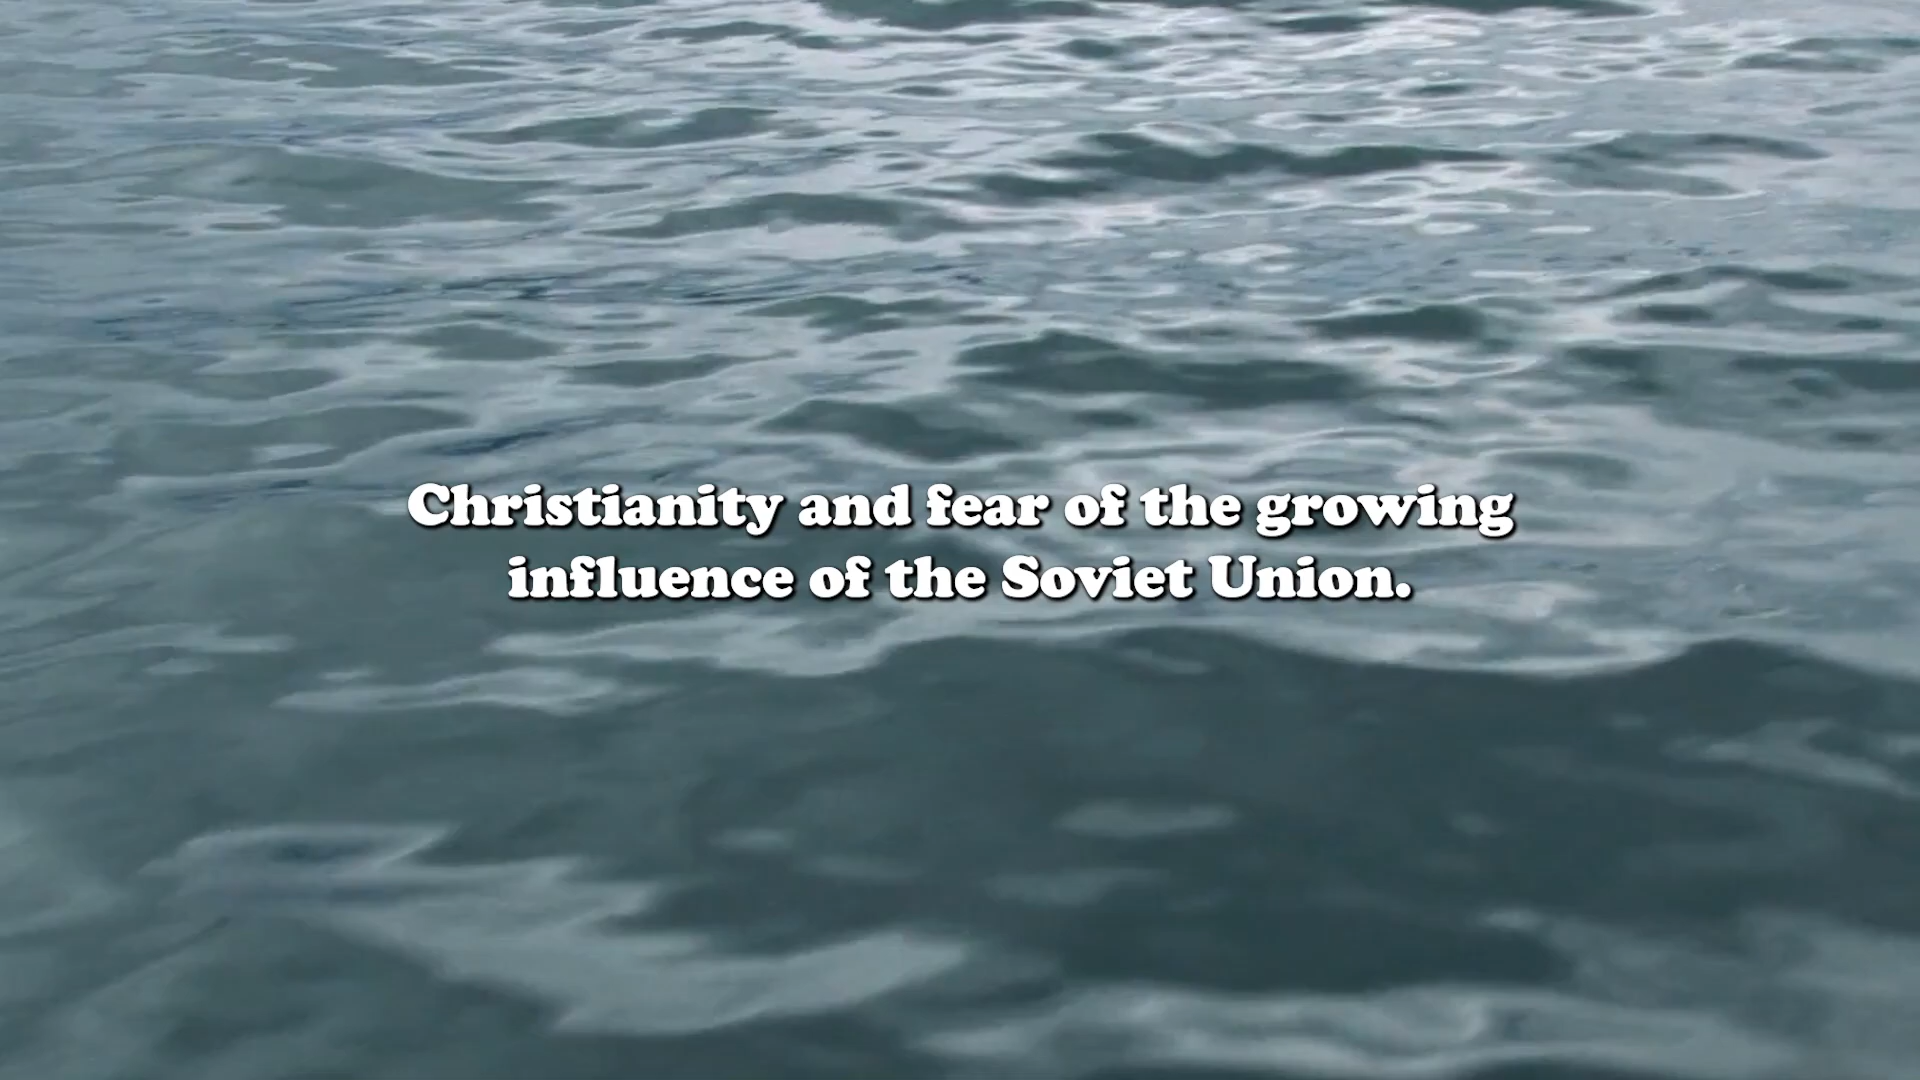 Christianity and fear of the growing
influence of the Soviet Union.